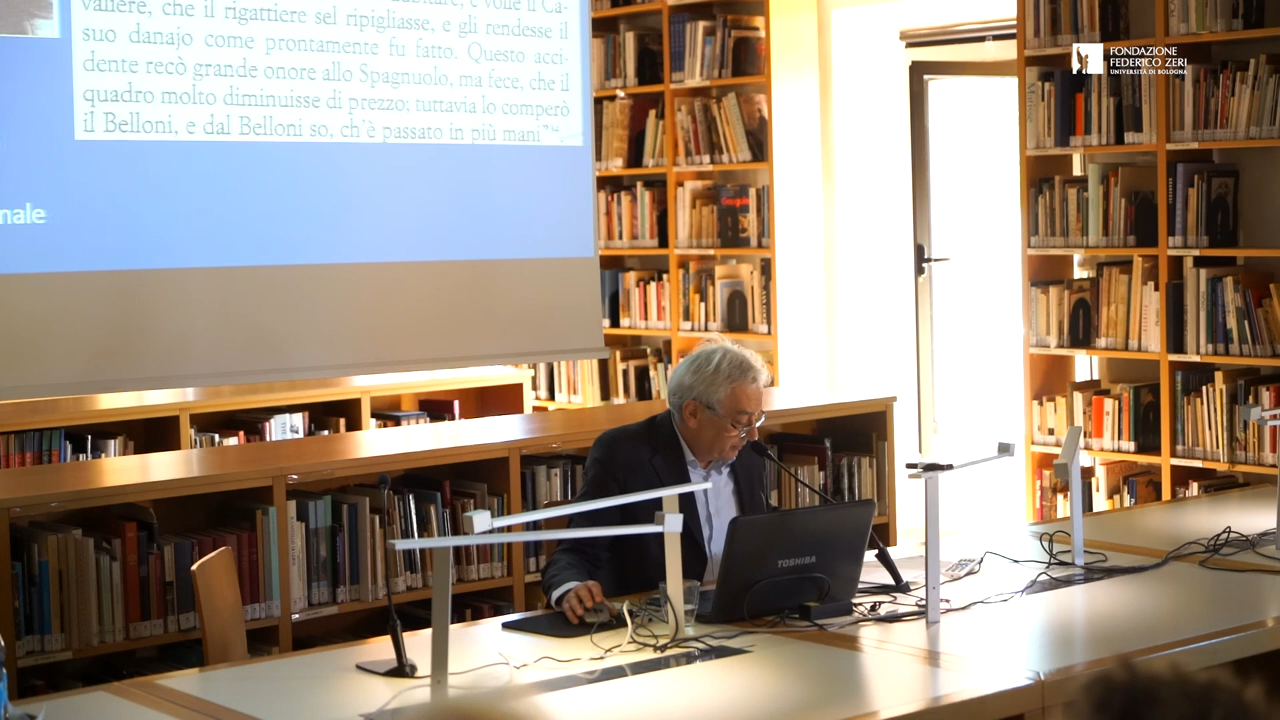 valiere, che il rigattiere sel ripigliasse, e gli rendesse il
suo danajo come prontamente fu fatto. Questo acci-
dente recò grande onore allo Spagnuolo, ma fece, che il
quadro molto diminuisse di prezzo; tuttavia lo comperò
il Belloni, e dal Belloni so, ch'è passato in più mani"
nale
FONDAZIONE
FEDERICO ZERI
UNIVERSITÀ DI BOLOGNA
TOSHIBA